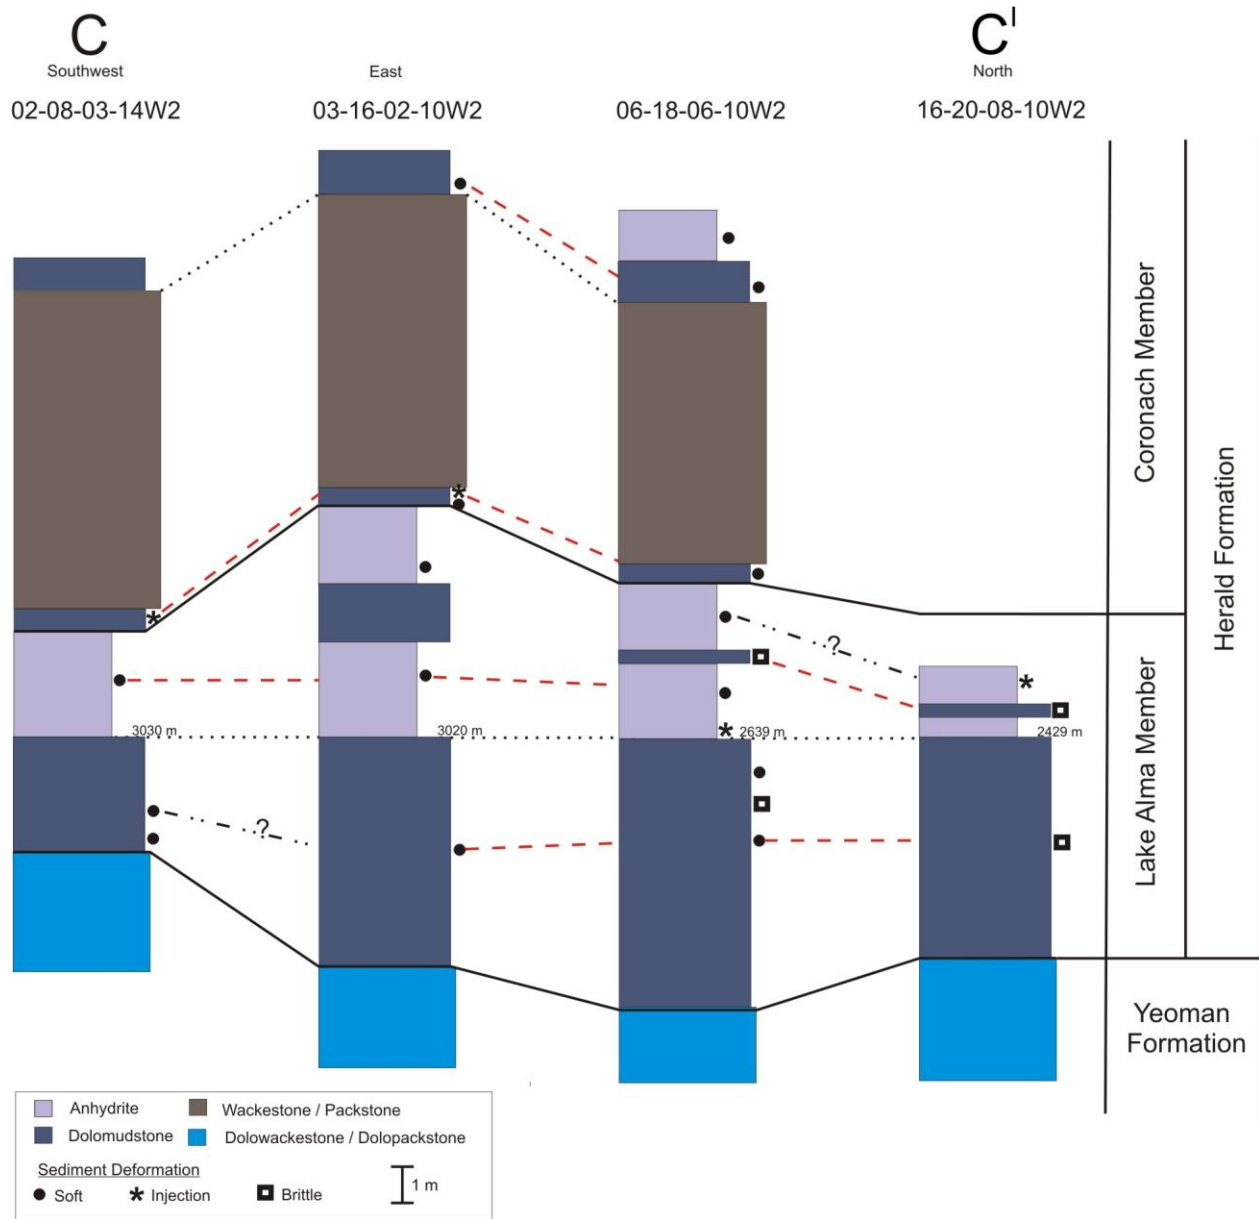 C
C'
Southwest
East
North
02-08-03-14W2
03-16-02-10W2
06-18-06-10W2
16-20-08-10W2
Coronach Member
Herald Formation
Lake Alma Member
?
3030 m
3020 m
2639 m
2429 m
?
Yeoman
Formation
Anhydrite
Wackestone / Packstone
Dolomudstone
Dolowackestone / Dolopackstone
Sediment Deformation
Soft
Injection
Brittle
1 m